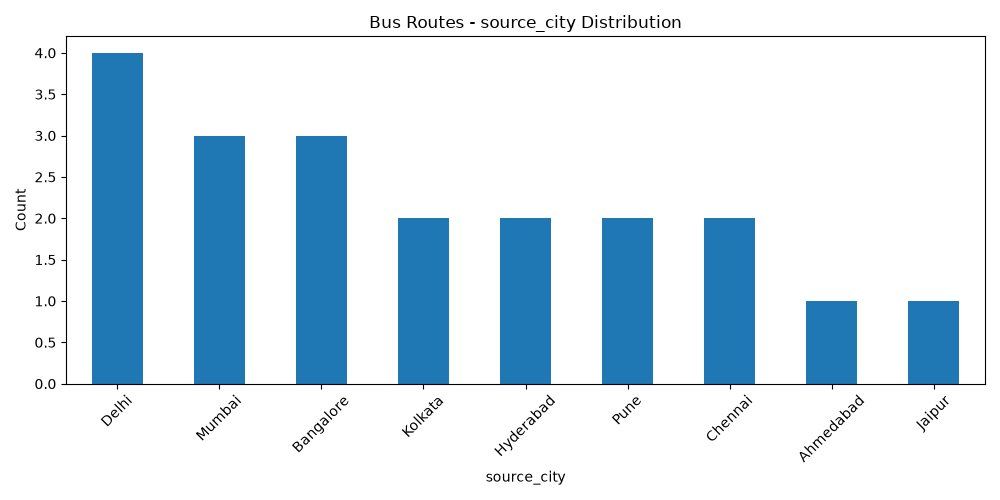 Bus Routes - source_city Distribution
Count
4.0
3.5
3.0
2.5
2.0
1.5
1.0
0.5
0.0
Delhi
Mumbai
Bangalore
Kolkata
Hyderabad
Pune
Chennai
Ahmedabad
Jaipur
source_city